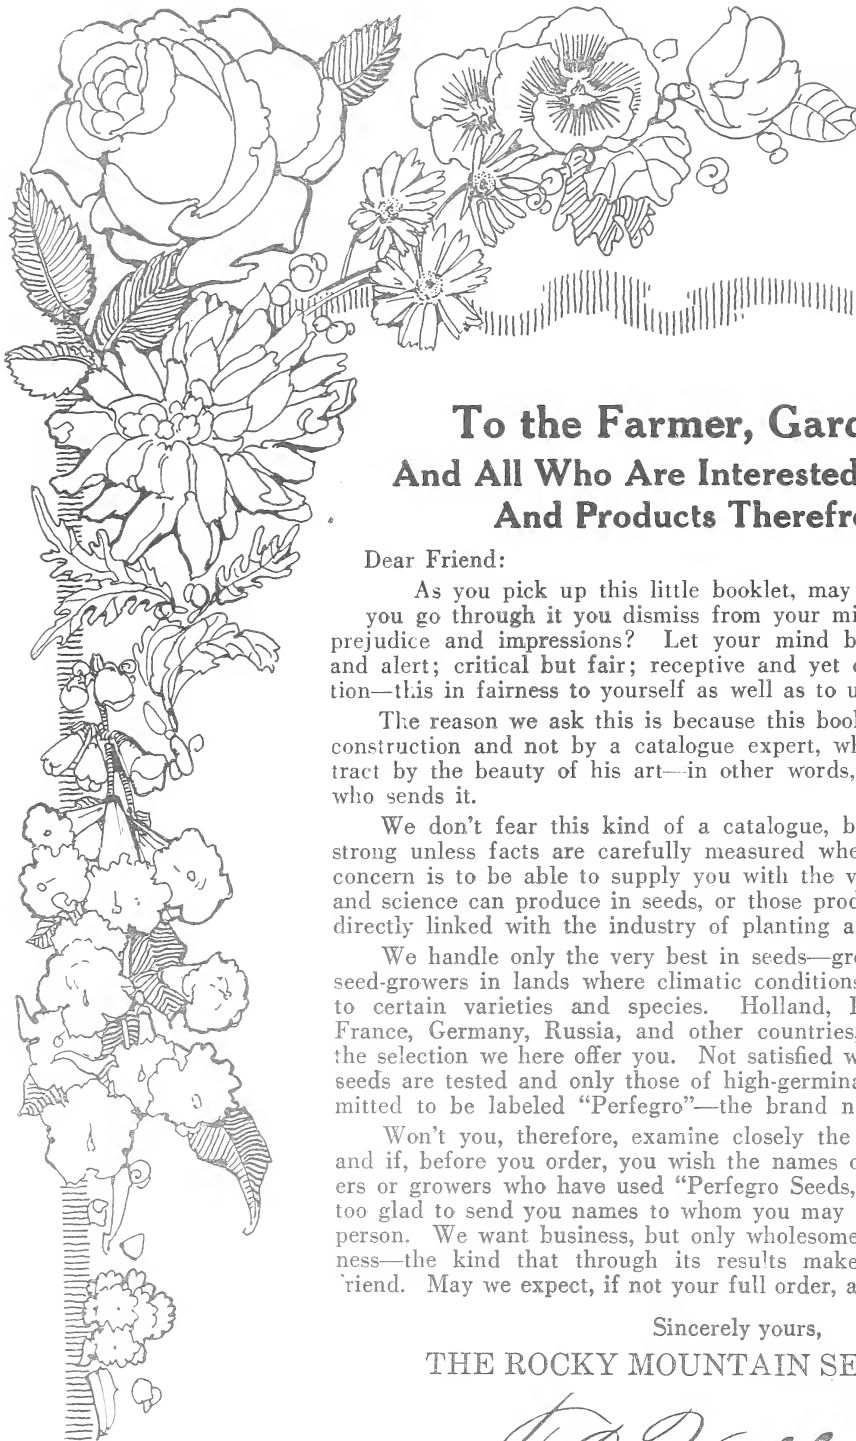 To the Farmer, Gard
And All Who Are Interested
And Products Therefro
Dear Friend:
As you pick up this little booklet, may
you go through it you dismiss from your mi
prejudice and impressions? Let your mind b
and alert; critical but fair; receptive and yet
tion—this in fairness to yourself as well as to u
The reason we ask this is because this bool
construction and not by a catalogue expert, wh
tract by the beauty of his art—in other words,
who sends it.
We don't fear this kind of a catalogue, b
strong unless facts are carefully measured whe
concern is to be able to supply you with the v
and science can produce in seeds, or those prod
directly linked with the industry of planting a
We handle only the very best in seeds—gro
seed-growers in lands where climatic conditions
to certain varieties and species. Holland,
France, Germany, Russia, and other countries,
the selection we here offer you. Not satisfied w
seeds are tested and only those of high-germina
mitted to be labeled “Perfegro”—the brand n
Won't you, therefore, examine closely the
and if, before you order, you wish the names o
ers or growers who have used “Perfegro Seeds,
too glad to send you names to whom you may
person. We want business, but only wholesome
ness—the kind that through its results make
riend. May we expect, if not your full order, a
Sincerely yours,
THE ROCKY MOUNTAIN SE